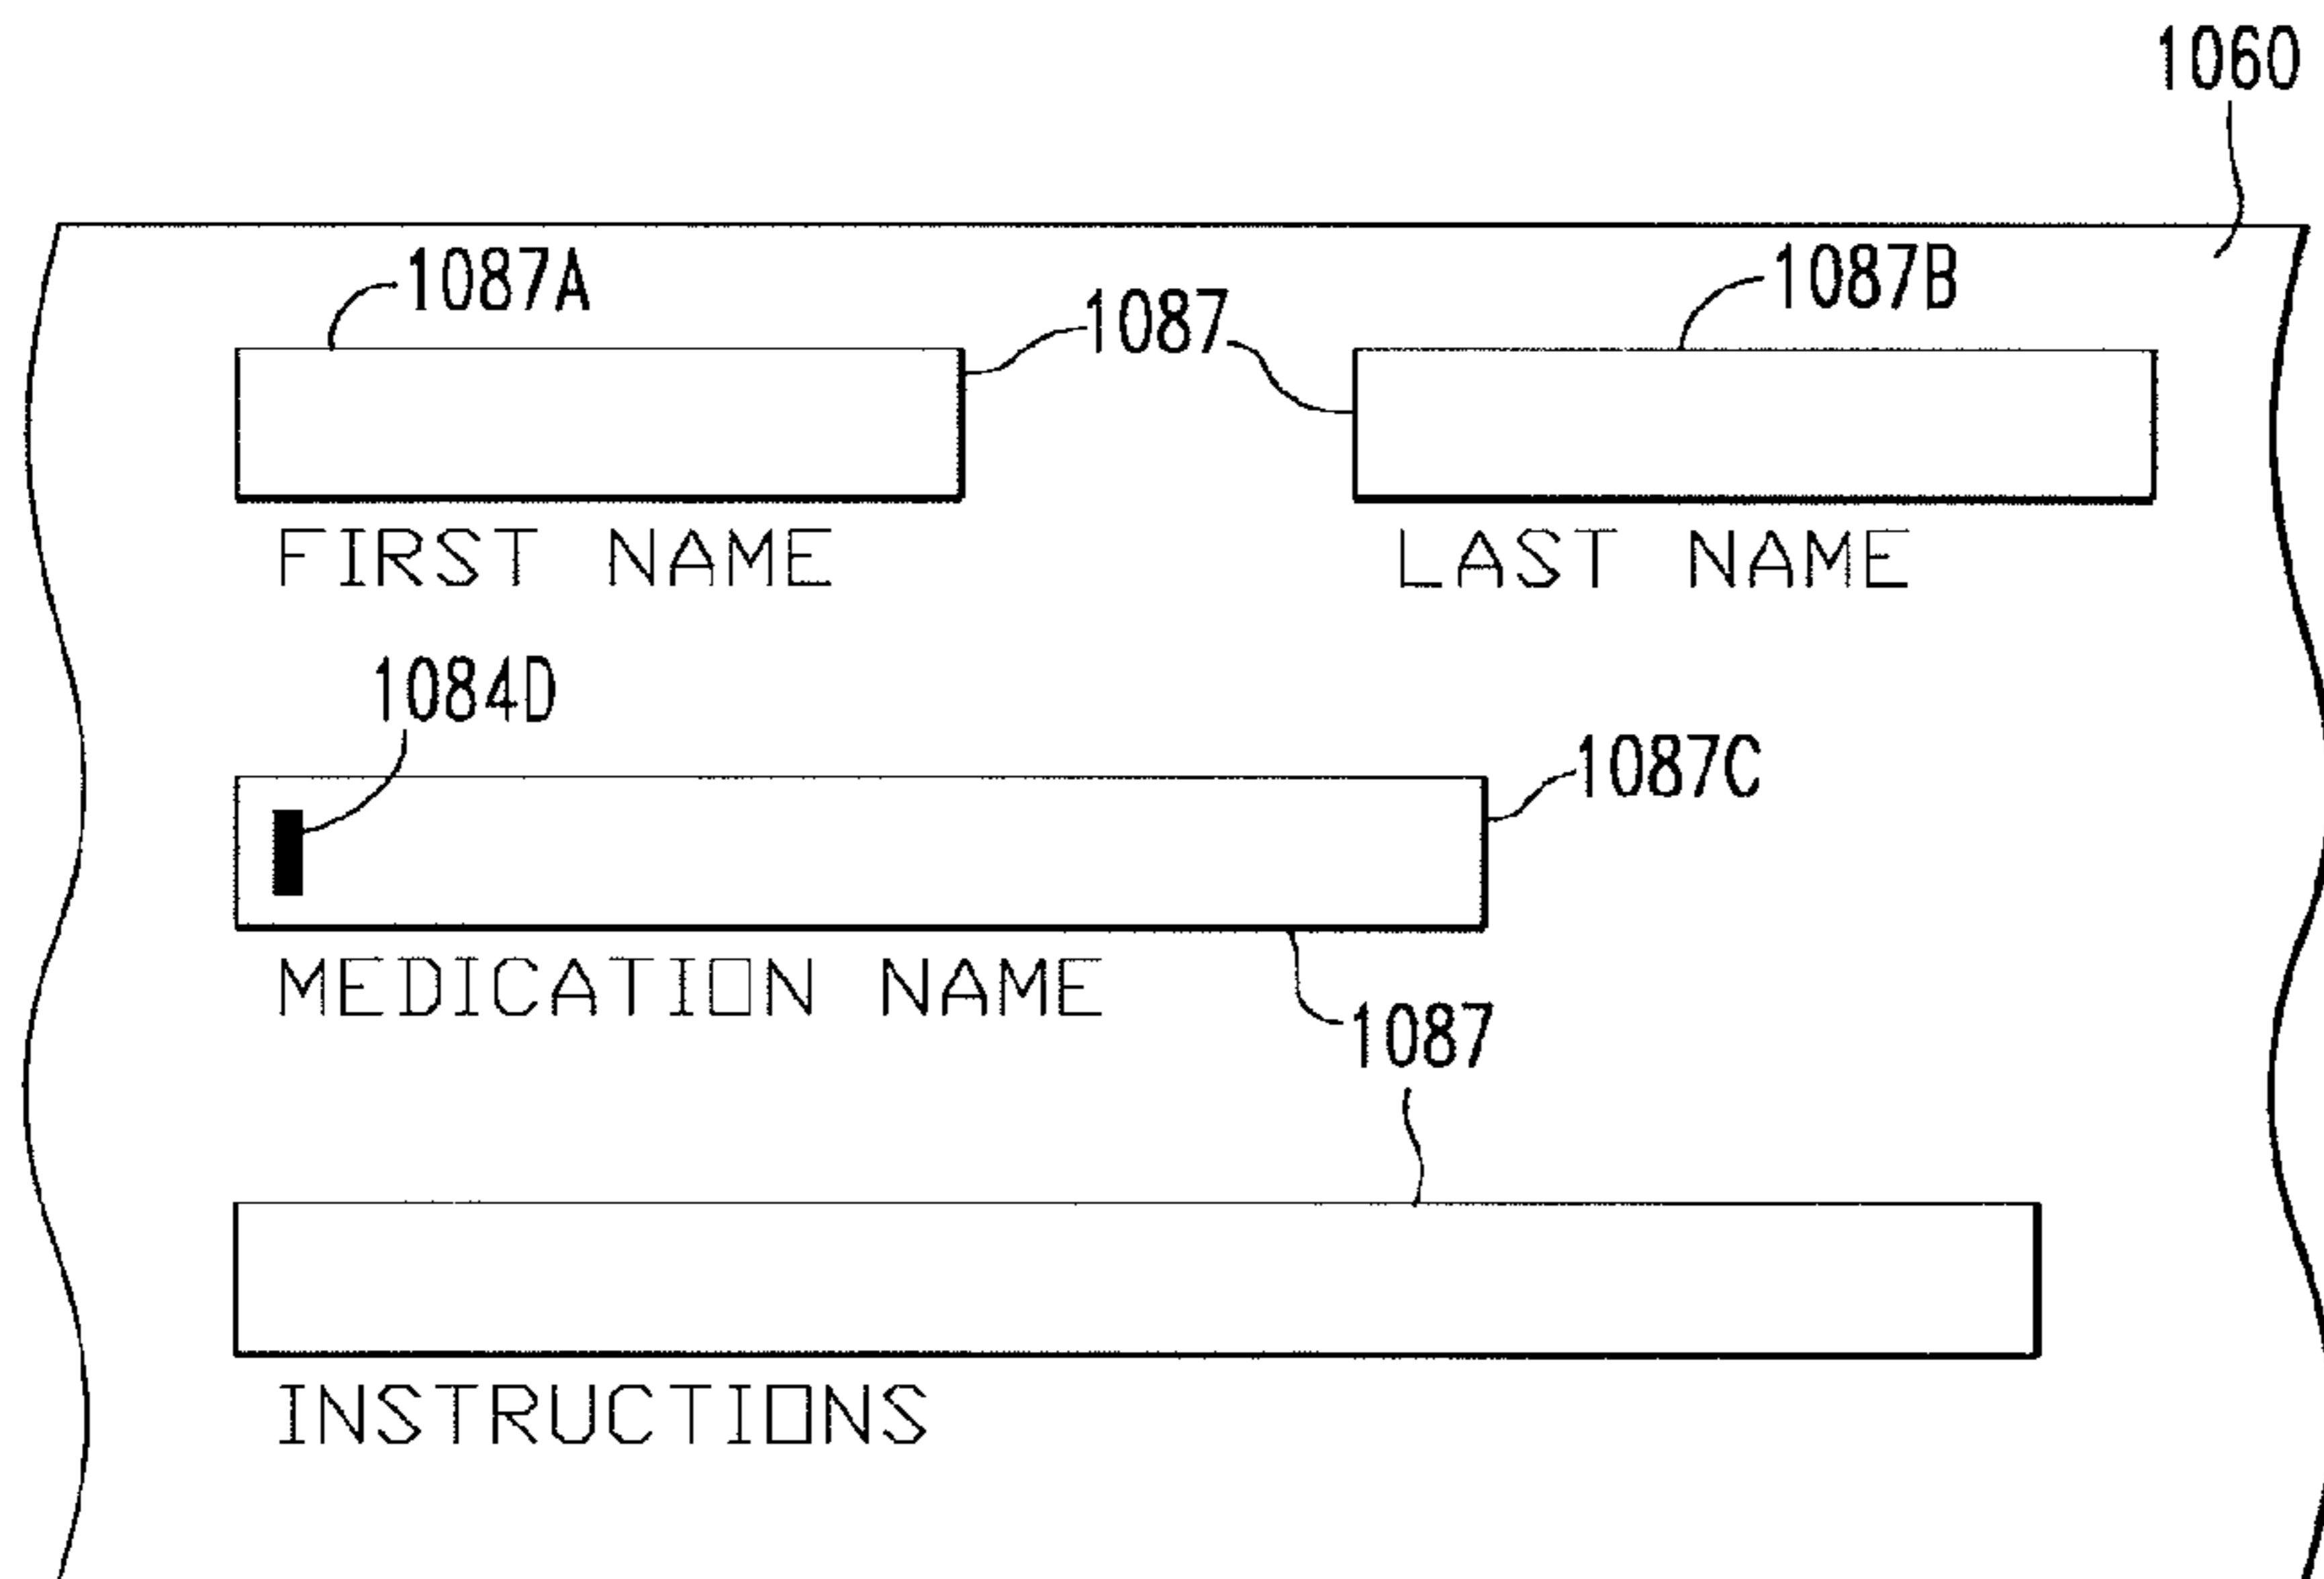 1060
1087A
1087
1087B
FIRST NAME
LAST NAME
1084D
1087C
MEDICATION NAME
1087
INSTRUCTIONS